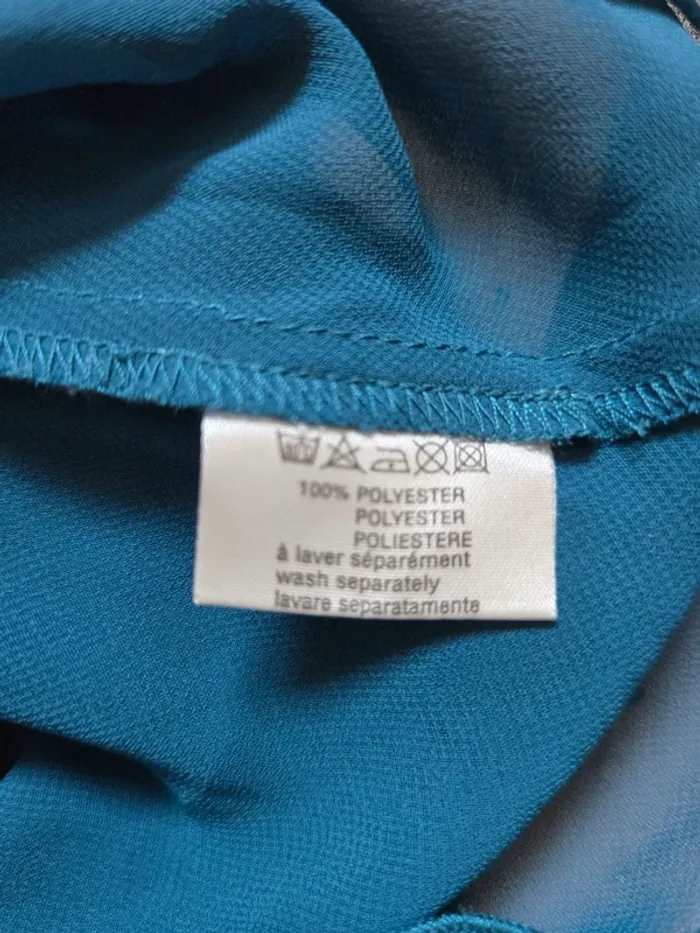 100% POLYESTER
POLYESTER
POLIESTERE
à laver séparément
wash separately
lavare separatamente